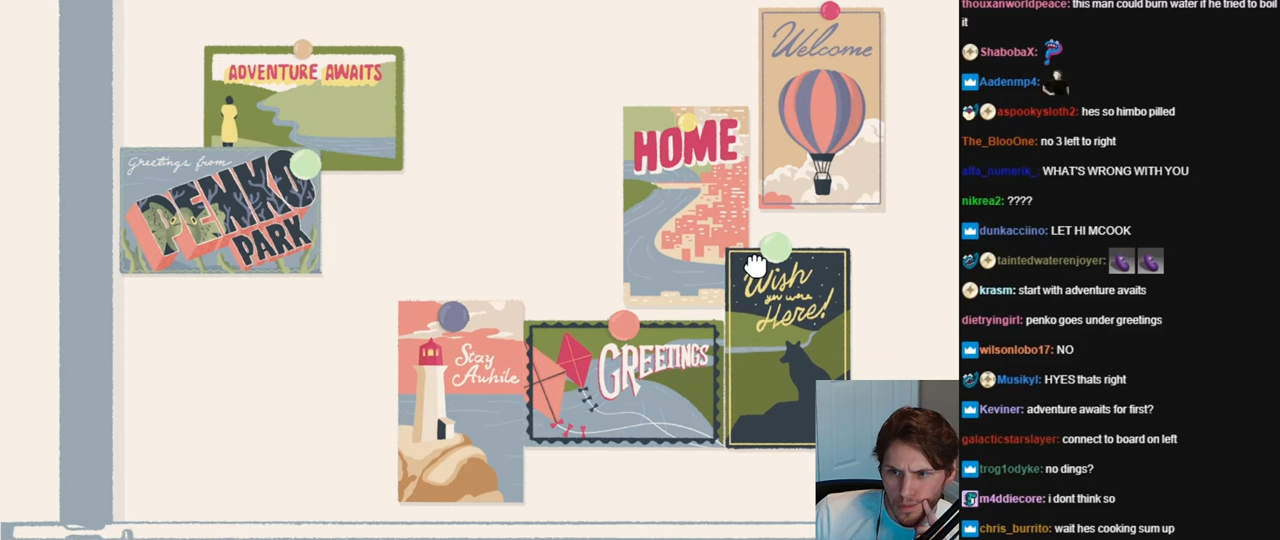 ADVENTURE AWAITS
Greetings from
PENKO
PARK
HOME
Welcome
Wish
you were
Here!
Stay
Awhile
GREETINGS
thouxanworldpeace: this man could burn water if he tried to boil
it
ShabobaX:
Aadenmp4:
aspookysloth2: hes so himbo pilled
The_BlooOne: no 3 left to right
alfa_numerik_: WHAT'S WRONG WITH YOU
nikrea2: ????
dunkacciino: LET HI MCOOK
taintedwaterenjoyer:
krasm: start with adventure avaits
dietryingirl: penko goes under greetings
wilsonlobo17: NO
Musikyl: HYES thats right
Keviner: adventure awaits for first?
galacticstarslayer: connect to board on left
trog1odyke: no dings?
m4ddiecore: i dont think so
chris_burrito: wait hes cooking sum up